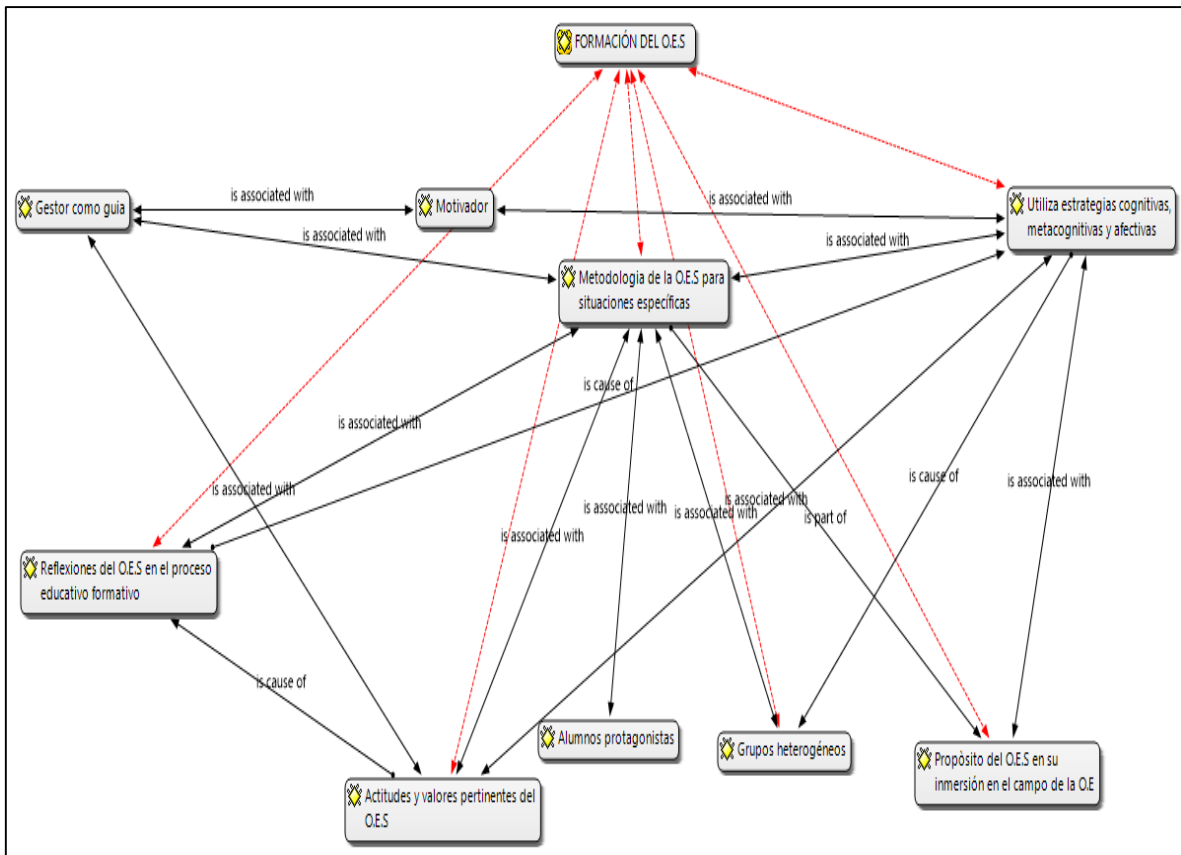 FORMACIÓN DEL O.E.S
is associated with
Gestor como guia
Motivador
Utiliza estrategias cognitivas,
metacognitivas y afectivas
is associated with
is associated with
is associated with
Metodologia de la O.E.S para
situaciones específicas
is cause of
is associated with
is cause of
is associated with
is associated with
is associated with
is associated with
is associated with
is associated with
is part of
Reflexiones del O.E.S en el proceso
educativo formativo
is cause of
Alumnos protagonistas
Grupos heterogéneos
Propòsito del O.E.S en su
inmersión en el campo de la O.E
Actitudes y valores pertinentes del
O.E.S